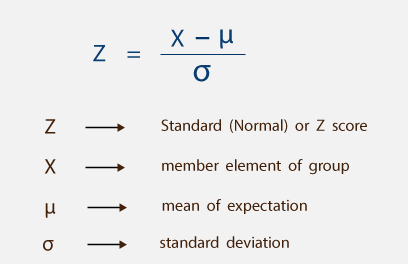 Z = X − μ / σ
Z → Standard (Normal) or Z score
X → member element of group
μ → mean of expectation
σ → standard deviation